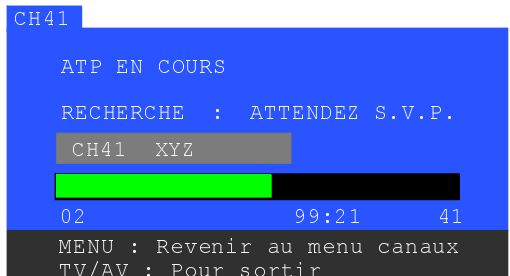 CH41
ATP EN COURS
RECHERCHE : ATTENDEZ S.V.P.
CH41 XYZ
02 99:21 41
MENU : Revenir au menu canaux
TV/AV : Pour sortir